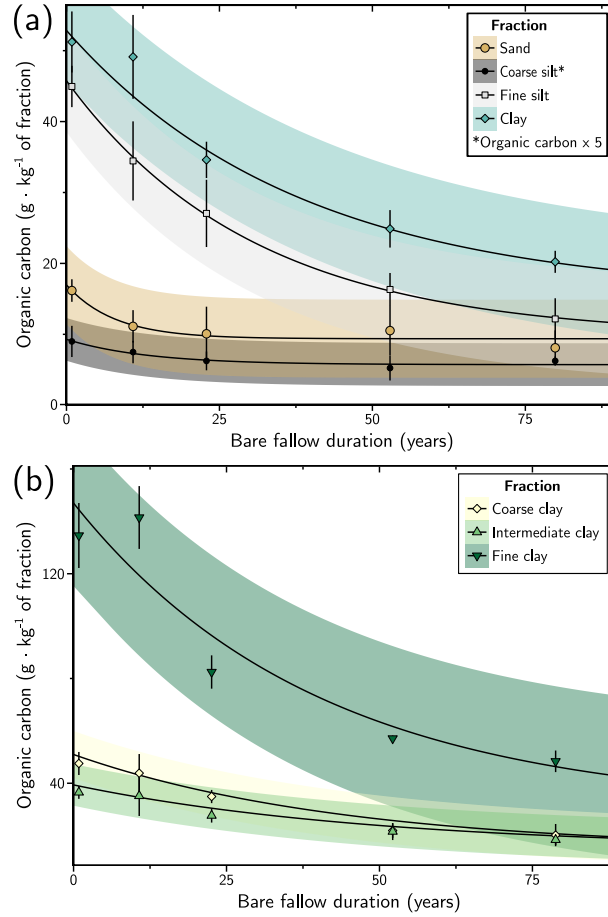 (a)
Fraction
Sand
Coarse silt*
Fine silt
Clay
*Organic carbon x 5
40
20
0
Organic carbon (g · kg⁻¹ of fraction)
0 25 50 75
Bare fallow duration (years)
(b)
Fraction
Coarse clay
Intermediate clay
Fine clay
120
40
Organic carbon (g · kg⁻¹ of fraction)
0 25 50 75
Bare fallow duration (years)